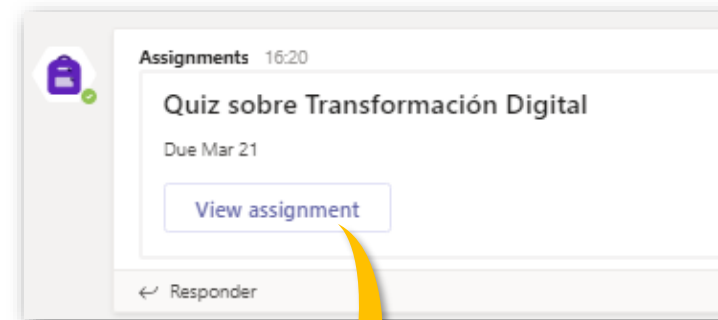 Assignments 16:20
Quiz sobre Transformación Digital
Due Mar 21
View assignment
Responder